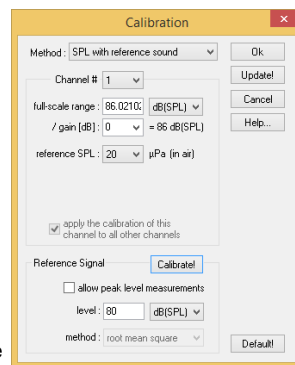 Calibration
×
Method : SPL with reference sound
Ok
Channel # 1
Update!
full-scale range : 86.02102 dB(SPL)
Cancel
/ gain [dB] : 0 = 86 dB(SPL)
Help...
reference SPL : 20 µPa (in air)
apply the calibration of this
channel to all other channels
Reference Signal
Calibrate!
allow peak level measurements
level : 80 dB(SPL)
method : root mean square
Default!
e